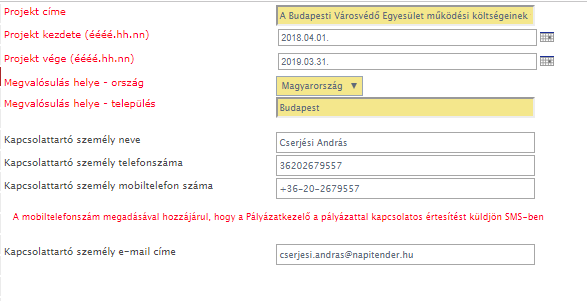 Projekt címe A Budapesti Városvédő Egyesület működési költségeinek
Projekt kezdete (éééé.hh.nn) 2018.04.01.
Projekt vége (éééé.hh.nn) 2019.03.31.
Megvalósulás helye - ország Magyarország
Megvalósulás helye - település Budapest
Kapcsolattartó személy neve Cserjési András
Kapcsolattartó személy telefonszáma 36202679557
Kapcsolattartó személy mobiltelefon száma +36-20-2679557
A mobiltelefonszám megadásával hozzájárul, hogy a Pályázatkezelő a pályázattal kapcsolatos értesítést küldjön SMS-ben
Kapcsolattartó személy e-mail címe cserjesi.andras@napitender.hu